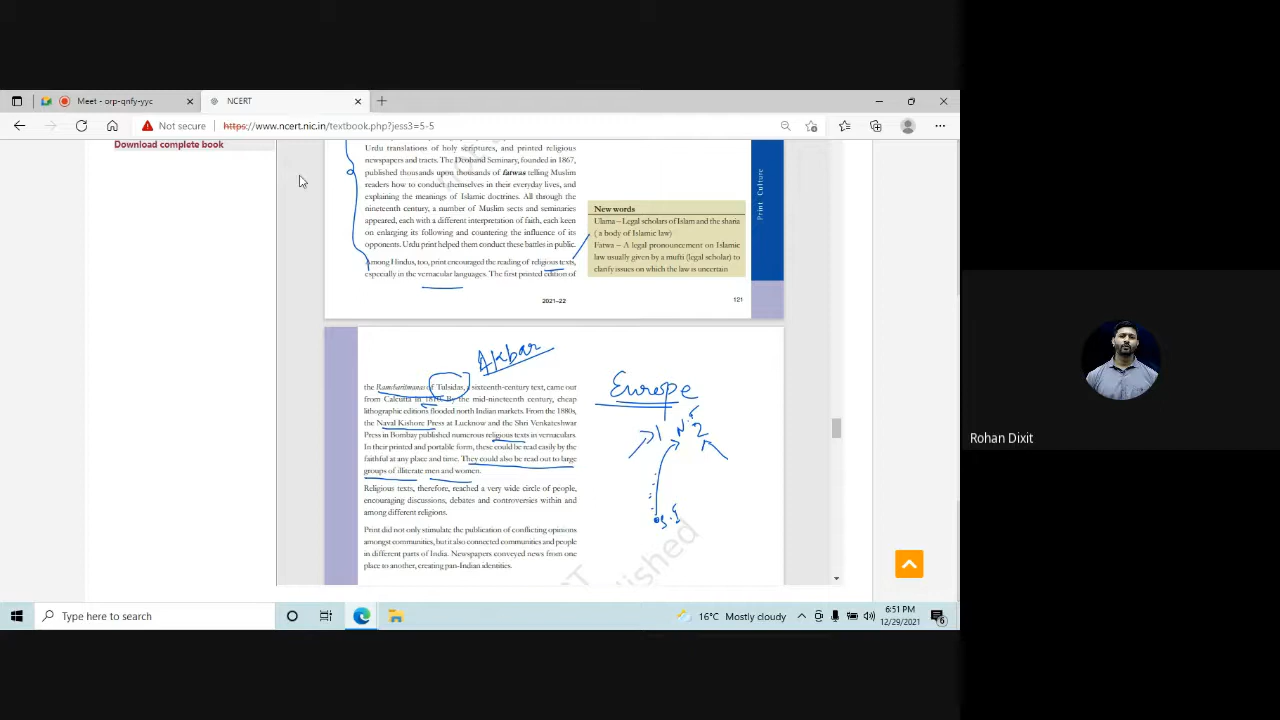 Meet - orp-qnfy-yyc
NCERT
Not secure
https://www.ncert.nic.in/textbook.php?jess3=5-5
Download complete book
Urdu translations of holy scriptures, and printed religious
newspapers and tracts. The Deoband Seminary, founded in 1867,
published thousands upon thousands of fatwas telling Muslim
readers how to conduct themselves in their everyday lives, and
explaining the meanings of Islamic doctrines. All through the
nineteenth century, a number of Muslim sects and seminaries
appeared, each with a different interpretation of faith, each keen
on enlarging its following and countering the influence of its
opponents. Urdu print helped them conduct these battles in public.
Among Hindus, too, print encouraged the reading of religious texts,
especially in the vernacular languages. The first printed edition of
New words
Ulama – Legal scholars of Islam and the sharia
( a body of Islamic law)
Fatwa – A legal pronouncement on Islamic
law usually given by a mufti (legal scholar) to
clarify issues on which the law is uncertain
Print Culture
2021-22
121
Akbar
the Ramcharitmanas of Tulsidas, a sixteenth-century text, came out
from Calcutta in 1810. By the mid-nineteenth century, cheap
lithographic editions flooded north Indian markets. From the 1880s,
the Naval Kishore Press at Lucknow and the Shri Venkateshwar
Press in Bombay published numerous religious texts in vernaculars.
In their printed and portable form, these could be read easily by the
faithful at any place and time. They could also be read out to large
groups of illiterate men and women.
Religious texts, therefore, reached a very wide circle of people,
encouraging discussions, debates and controversies within and
among different religions.
Print did not only stimulate the publication of conflicting opinions
amongst communities, but it also connected communities and people
in different parts of India. Newspapers conveyed news from one
place to another, creating pan-Indian identities.
Europe
1
2
Rohan Dixit
Type here to search
16°C Mostly cloudy
6:51 PM
12/29/2021
6